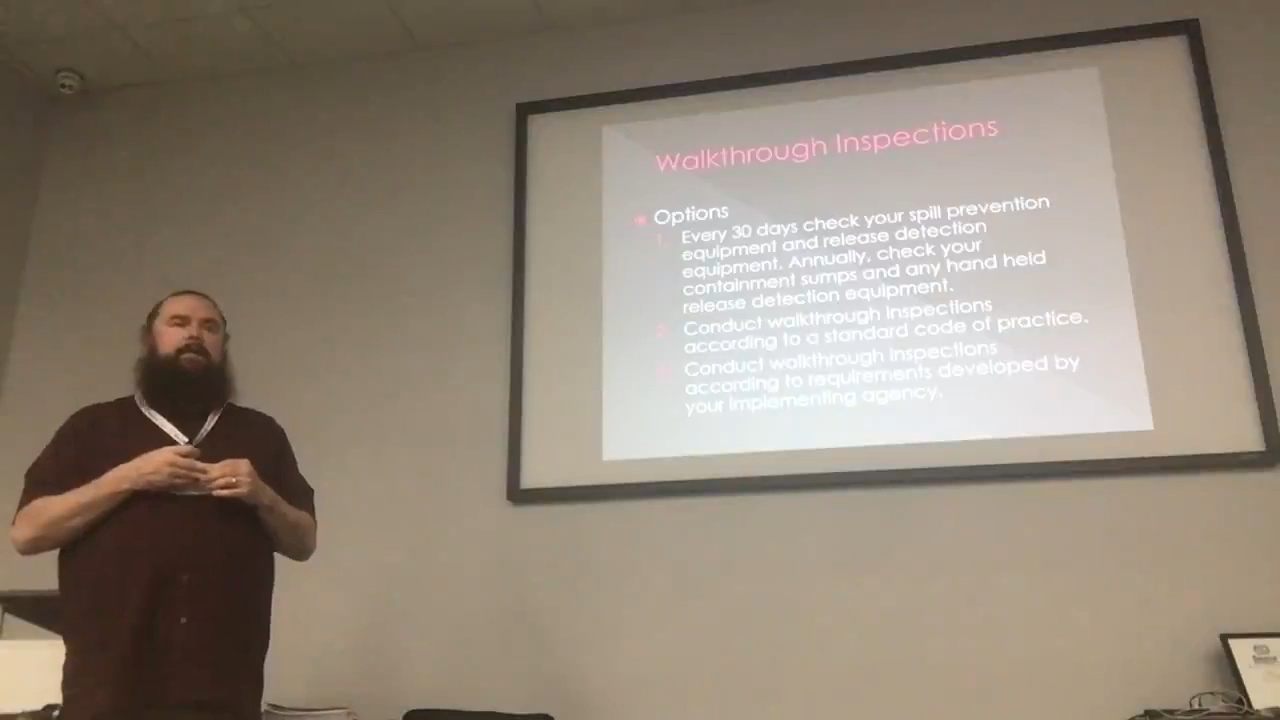 Walkthrough Inspections
Options
1. Every 30 days check your spill prevention
equipment and release detection
equipment. Annually, check your
containment sumps and any hand held
release detection equipment.
2. Conduct walkthrough inspections
according to a standard code of practice.
Conduct walkthrough inspections
according to requirements developed by
your implementing agency.